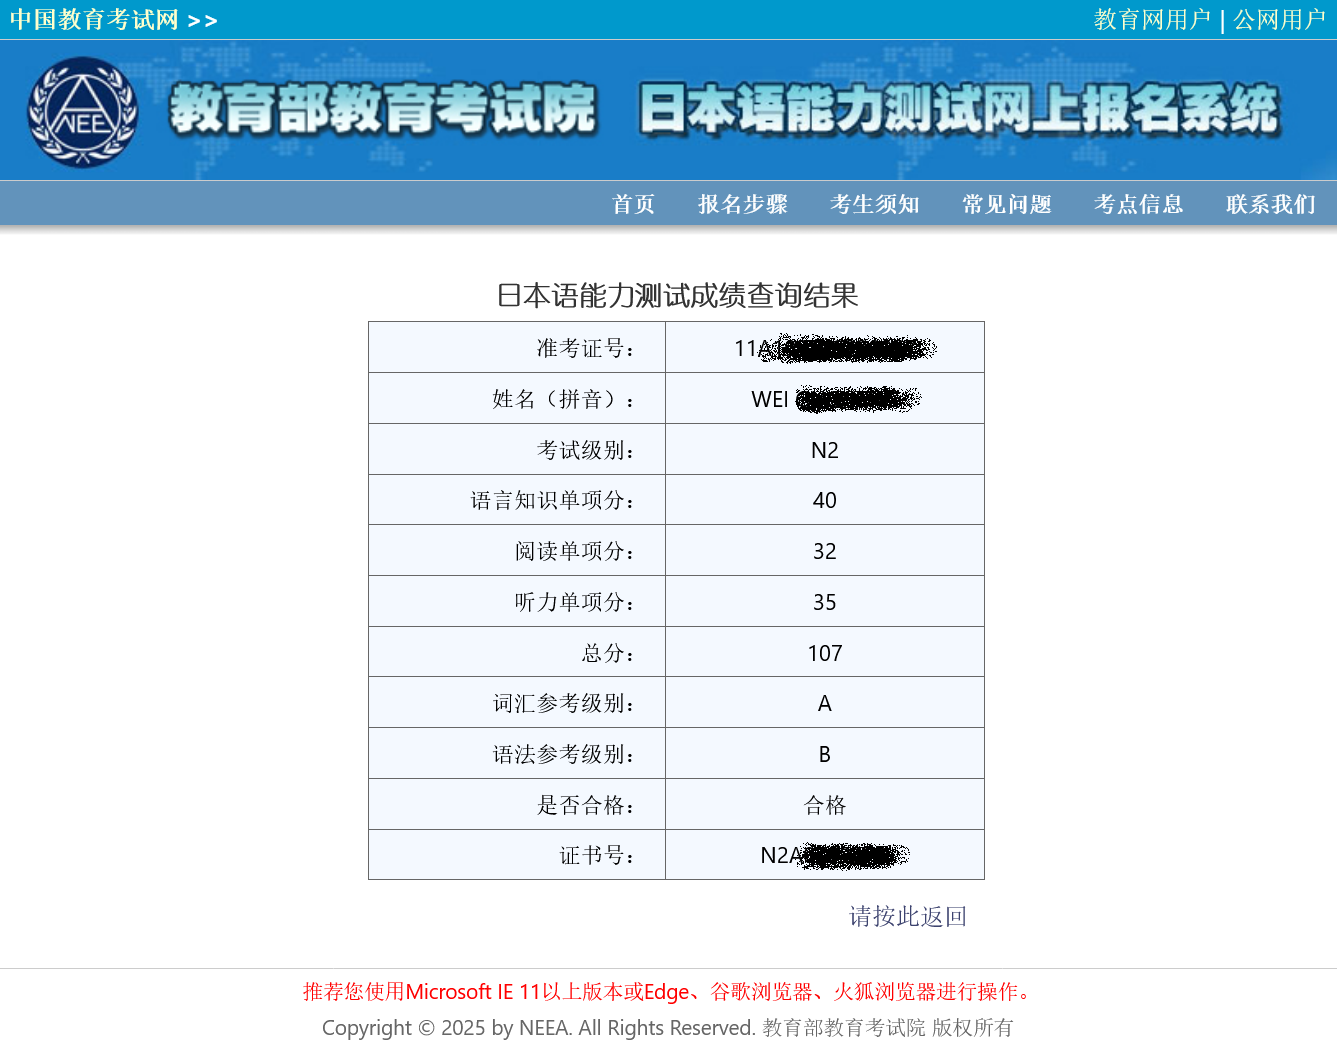 中国教育考试网 >> 教育网用户 | 公网用户
NEEA 教育部教育考试院 日本语能力测试网上报名系统
首页 报名步骤 考生须知 常见问题 考点信息 联系我们
日本语能力测试成绩查询结果
准考证号： 11A
姓名（拼音）： WEI
考试级别： N2
语言知识单项分： 40
阅读单项分： 32
听力单项分： 35
总分： 107
词汇参考级别： A
语法参考级别： B
是否合格： 合格
证书号： N2A
请按此返回
推荐您使用Microsoft IE 11以上版本或Edge、谷歌浏览器、火狐浏览器进行操作。
Copyright © 2025 by NEEA. All Rights Reserved. 教育部教育考试院 版权所有